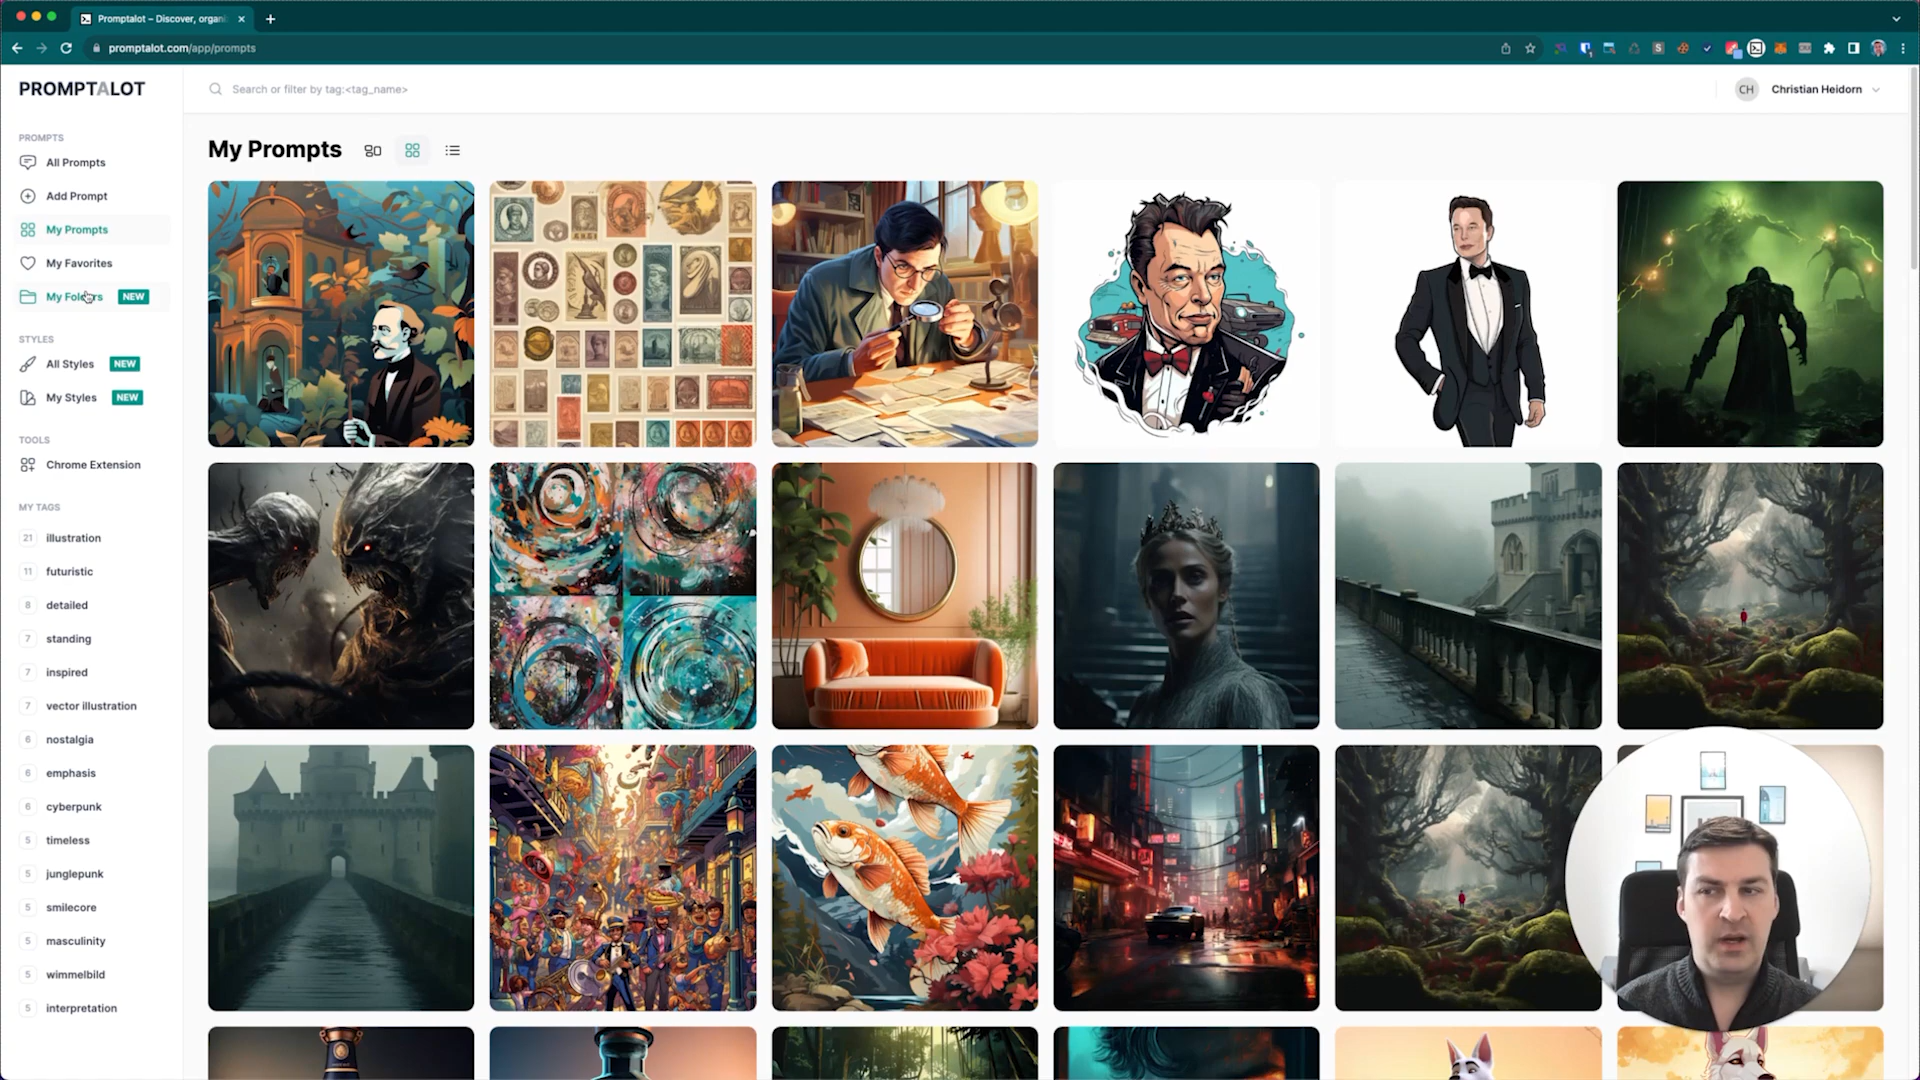 Promptalot – Discover, organi
promptalot.com/app/prompts
PROMPTALOT
Search or filter by tag:<tag_name>
CH
Christian Heidorn
My Prompts
PROMPTS
All Prompts
Add Prompt
My Prompts
My Favorites
My Folders NEW
STYLES
All Styles NEW
My Styles NEW
TOOLS
Chrome Extension
MY TAGS
21 illustration
11 futuristic
8 detailed
7 standing
7 inspired
7 vector illustration
6 nostalgia
6 emphasis
6 cyberpunk
5 timeless
5 junglepunk
5 smilecore
5 masculinity
5 wimmelbild
5 interpretation